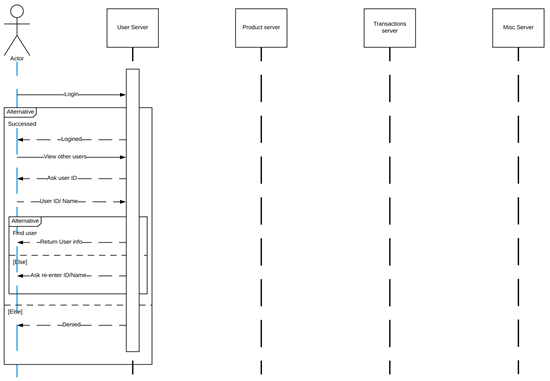 User Server
Product server
Transactions
server
Misc Server
Actor
Login
Alternative
Successed
Logined
View other users
Ask user ID
User ID/ Name
Alternative
Find user
Return User info
[Else]
Ask re-enter ID/Name
[Else]
Denied